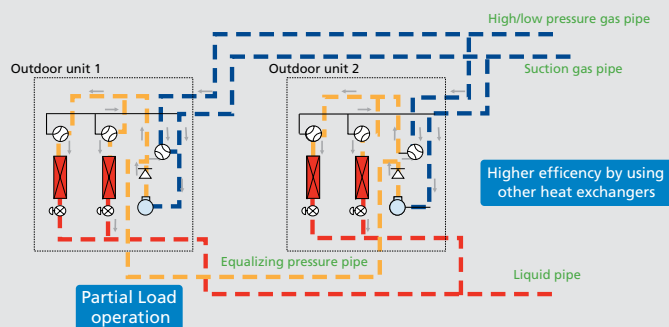 High/low pressure gas pipe
Suction gas pipe
Outdoor unit 1
Outdoor unit 2
Higher efficency by using
other heat exchangers
Equalizing pressure pipe
Liquid pipe
Partial Load
operation